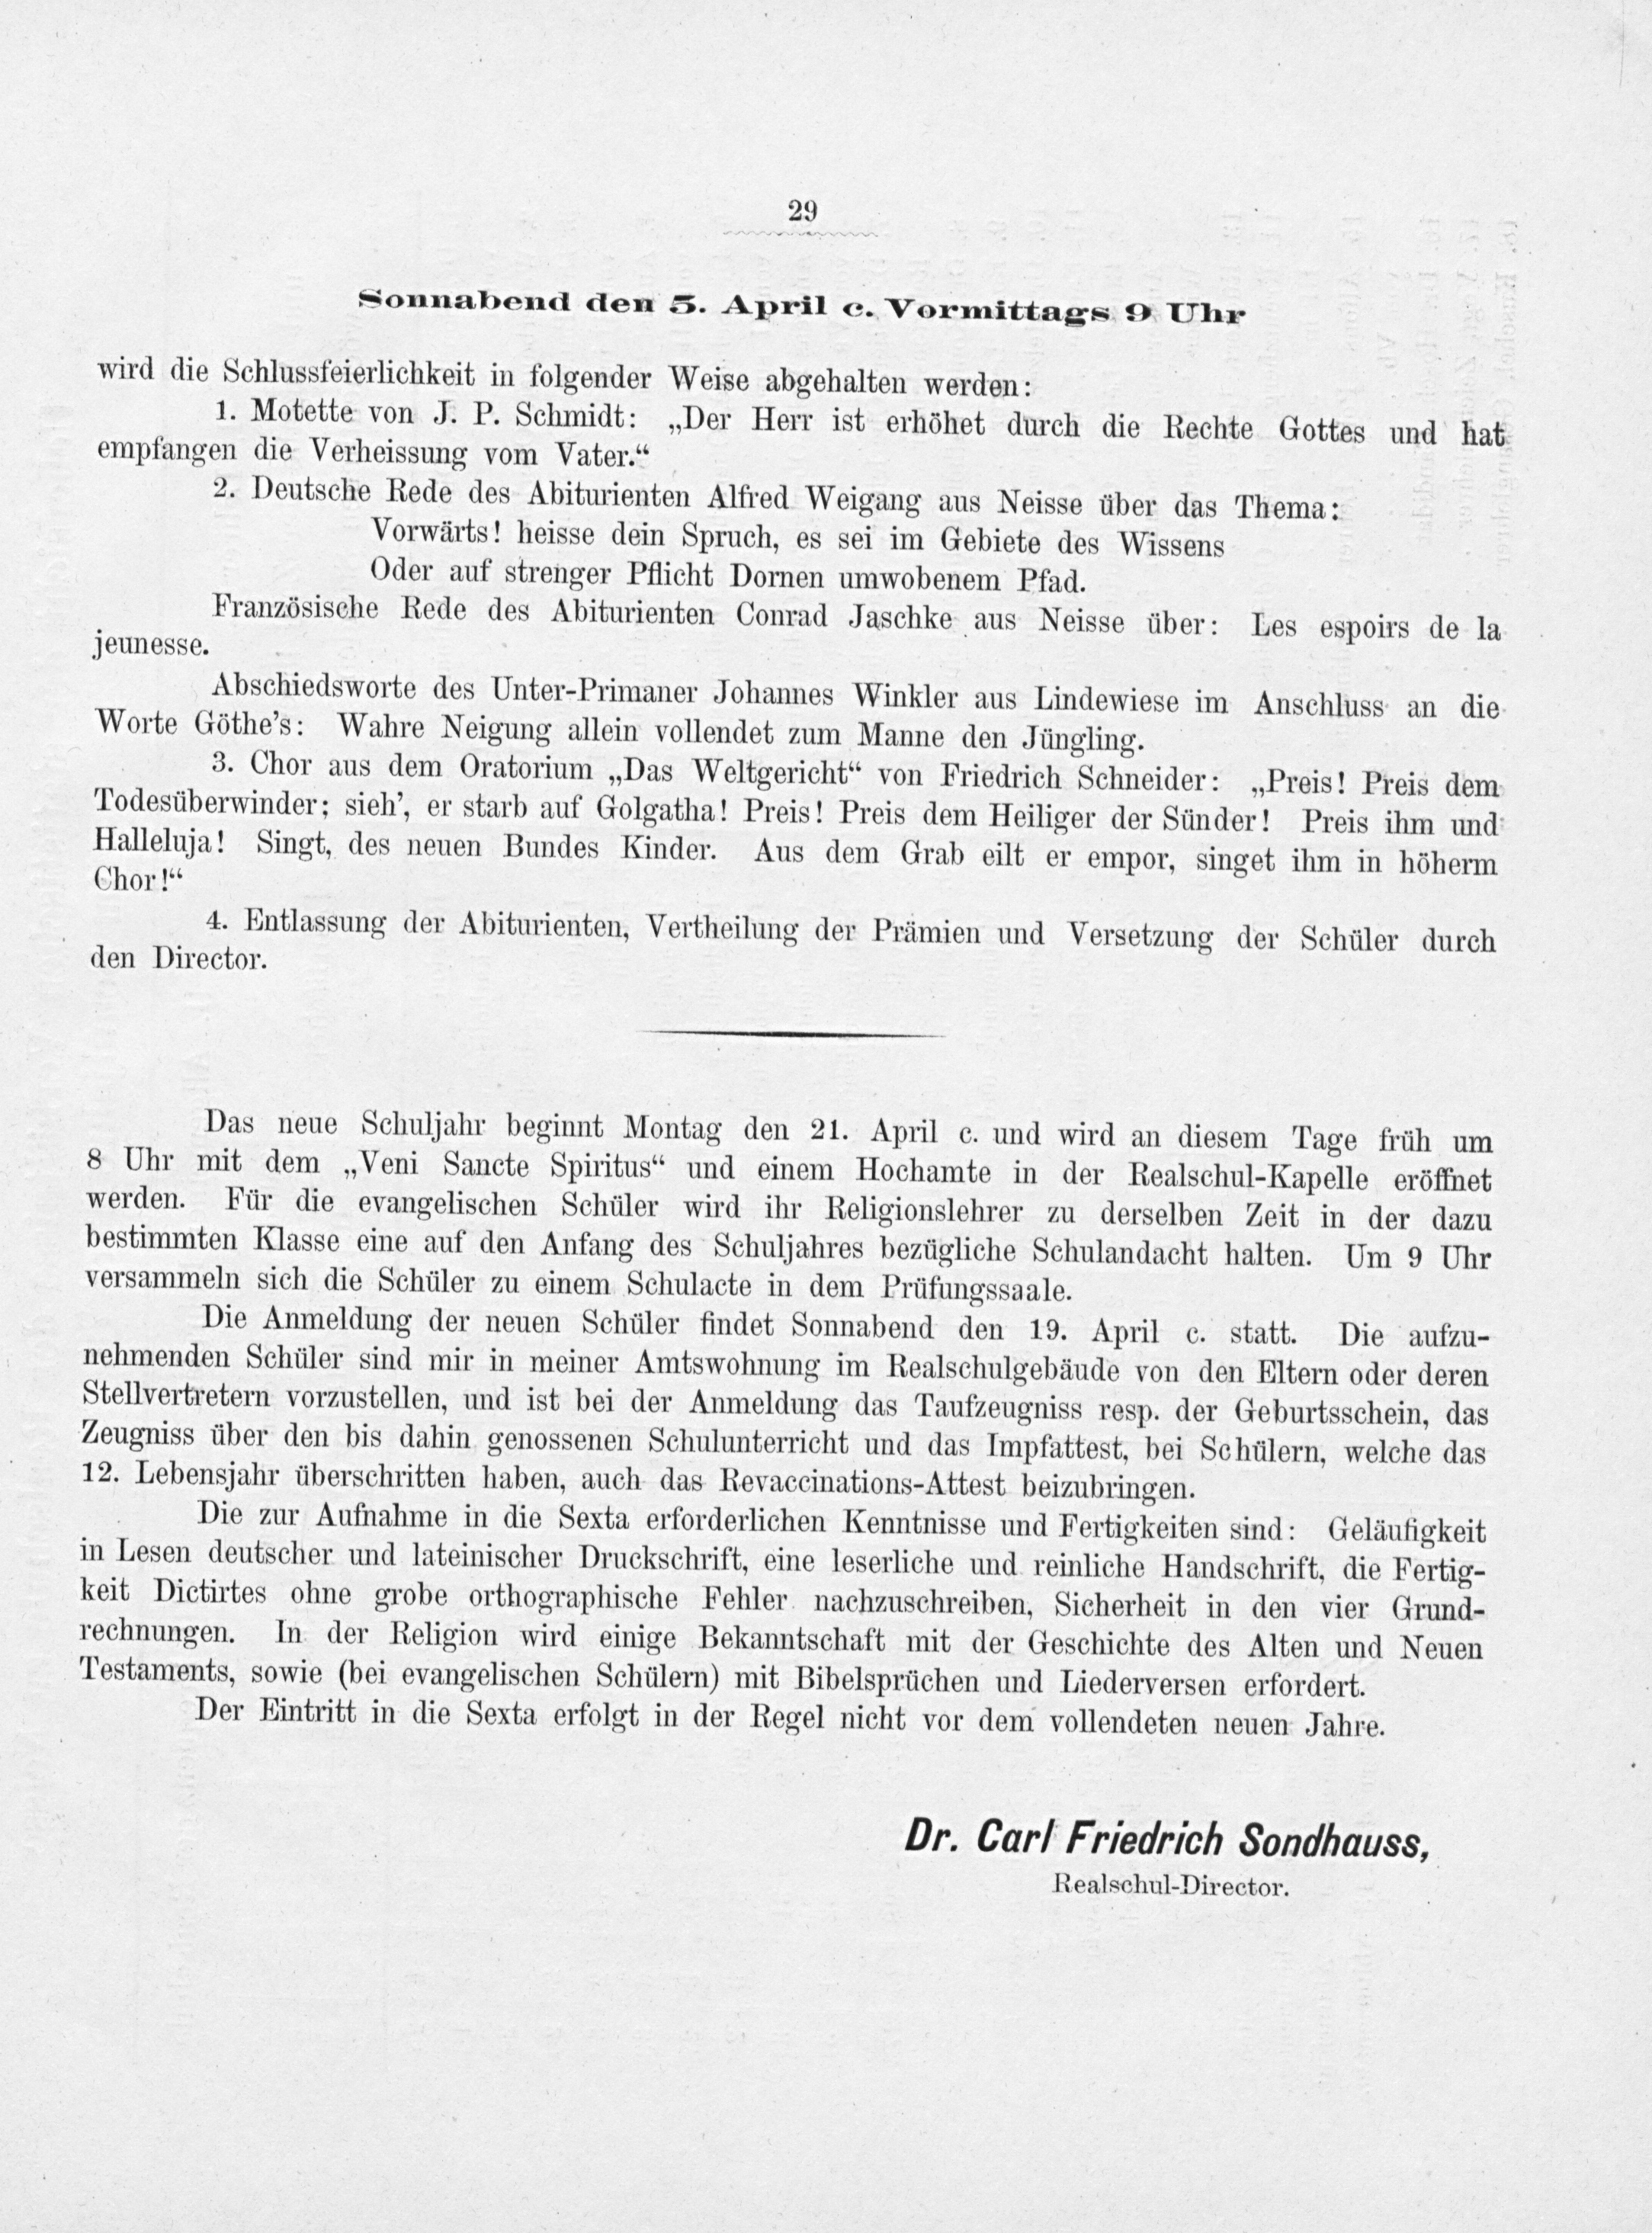 29
Sonnabend den 5. April c. Vormittags 9 Uhr
wird die Schlussfeierlichkeit in folgender Weise abgehalten werden:
1. Motette von J. P. Schmidt: „Der Herr ist erhöhet durch die Rechte Gottes und hat
empfangen die Verheissung vom Vater.“
2. Deutsche Rede des Abiturienten Alfred Weigang aus Neisse über das Thema:
Vorwärts! heisse dein Spruch, es sei im Gebiete des Wissens
Oder auf strenger Pflicht Dornen umwobenem Pfad.
Französische Rede des Abiturienten Conrad Jaschke aus Neisse über: Les espoirs de la
jeunesse.
Abschiedsworte des Unter-Primaner Johannes Winkler aus Lindewiese im Anschluss an die
Worte Göthe’s: Wahre Neigung allein vollendet zum Manne den Jüngling.
3. Chor aus dem Oratorium „Das Weltgericht“ von Friedrich Schneider: „Preis! Preis dem
Todesüberwinder; sieh’, er starb auf Golgatha! Preis! Preis dem Heiliger der Sünder! Preis ihm und
Halleluja! Singt, des neuen Bundes Kinder. Aus dem Grab eilt er empor, singet ihm in höherm
Chor!“
4. Entlassung der Abiturienten, Vertheilung der Prämien und Versetzung der Schüler durch
den Director.
Das neue Schuljahr beginnt Montag den 21. April c. und wird an diesem Tage früh um
8 Uhr mit dem „Veni Sancte Spiritus“ und einem Hochamte in der Realschul-Kapelle eröffnet
werden. Für die evangelischen Schüler wird ihr Religionslehrer zu derselben Zeit in der dazu
bestimmten Klasse eine auf den Anfang des Schuljahres bezügliche Schulandacht halten. Um 9 Uhr
versammeln sich die Schüler zu einem Schulacte in dem Prüfungssaale.
Die Anmeldung der neuen Schüler findet Sonnabend den 19. April c. statt. Die aufzu-
nehmenden Schüler sind mir in meiner Amtswohnung im Realschulgebäude von den Eltern oder deren
Stellvertretern vorzustellen, und ist bei der Anmeldung das Taufzeugniss resp. der Geburtsschein, das
Zeugniss über den bis dahin genossenen Schulunterricht und das Impfattest, bei Schülern, welche das
12. Lebensjahr überschritten haben, auch das Revaccinations-Attest beizubringen.
Die zur Aufnahme in die Sexta erforderlichen Kenntnisse und Fertigkeiten sind: Geläufigkeit
in Lesen deutscher und lateinischer Druckschrift, eine leserliche und reinliche Handschrift, die Fertig-
keit Dictirtes ohne grobe orthographische Fehler nachzuschreiben, Sicherheit in den vier Grund-
rechnungen. In der Religion wird einige Bekanntschaft mit der Geschichte des Alten und Neuen
Testaments, sowie (bei evangelischen Schülern) mit Bibelsprüchen und Liederversen erfordert.
Der Eintritt in die Sexta erfolgt in der Regel nicht vor dem vollendeten neuen Jahre.
Dr. Carl Friedrich Sondhauss,
Realschul-Director.